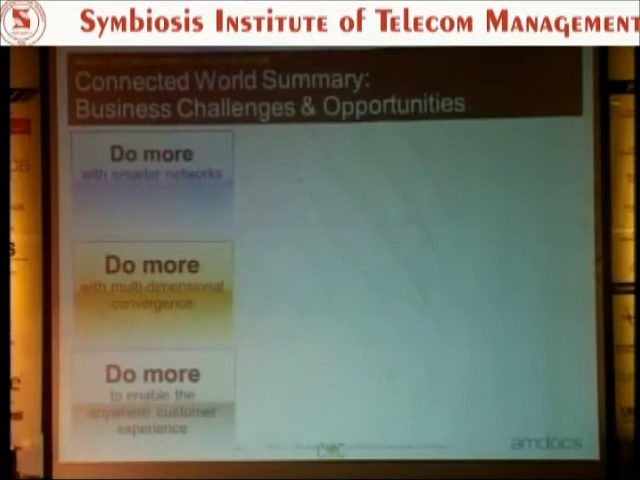 Symbiosis Institute of Telecom Management
Connected World Summary:
Business Challenges & Opportunities
Do more
with smarter networks
Do more
with multi-dimensional
convergence
Do more
to enable the
anywhere customer
experience
CMC
amdocs